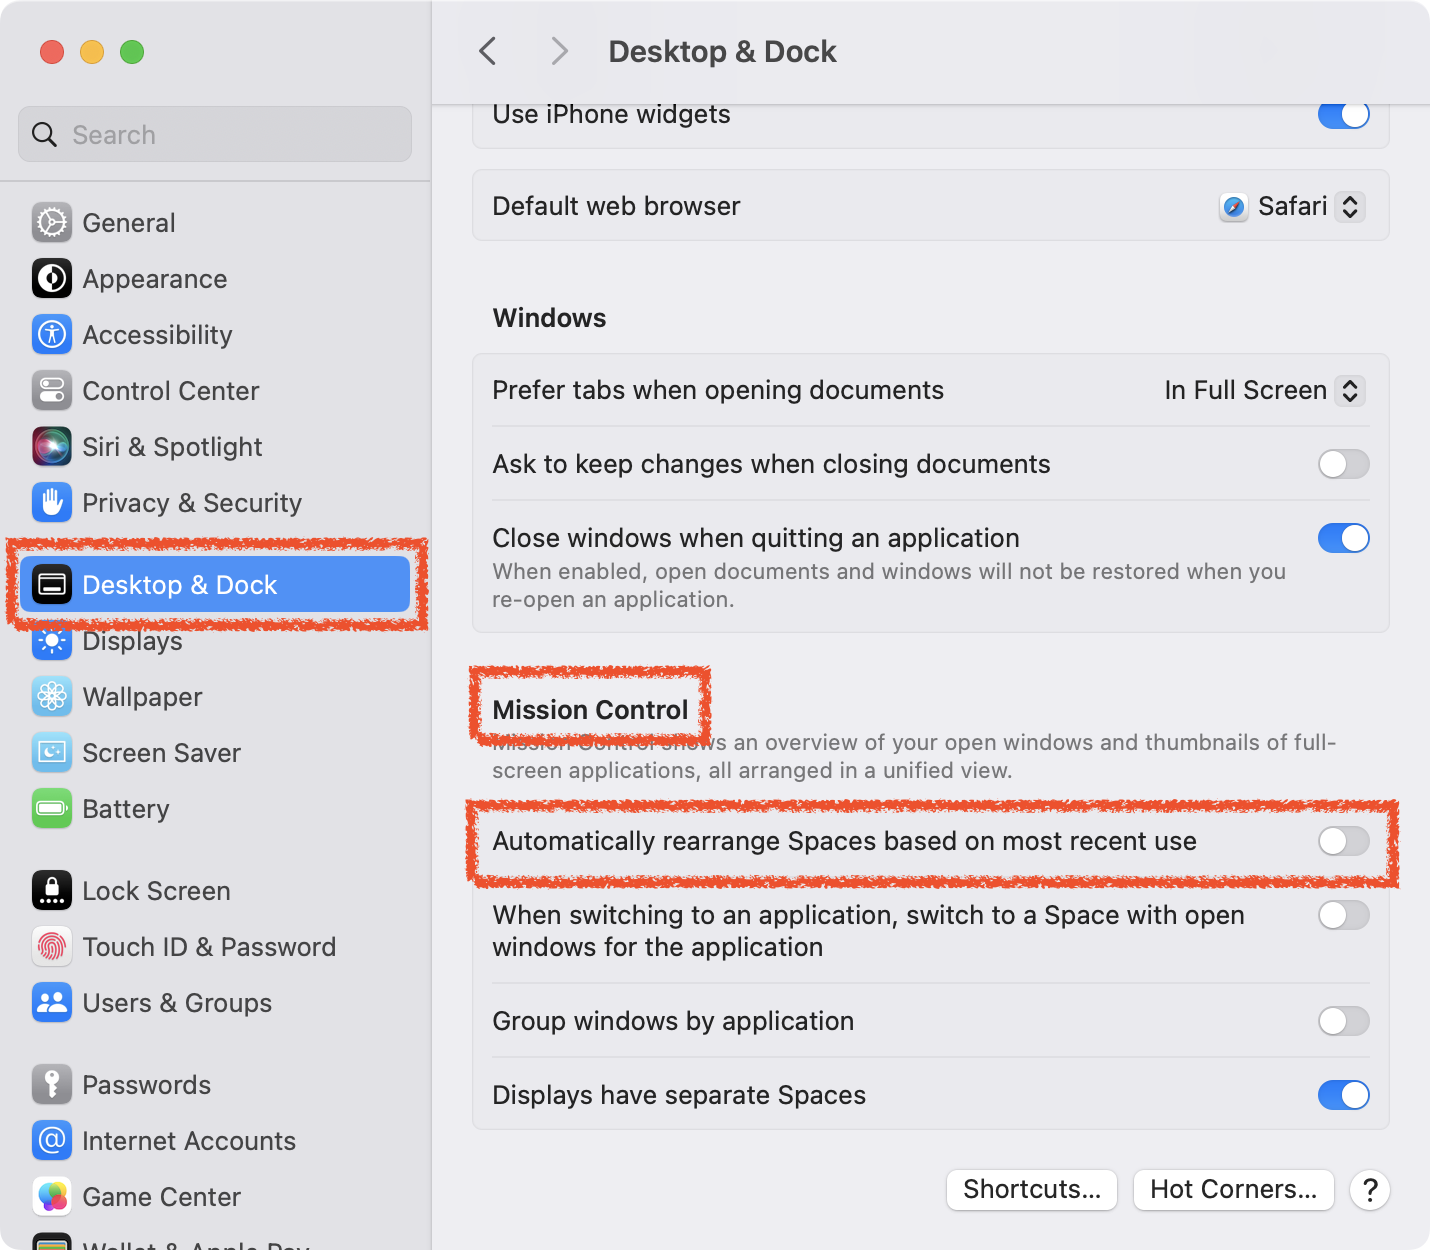 Search
General
Appearance
Accessibility
Control Center
Siri & Spotlight
Privacy & Security
Desktop & Dock
Displays
Wallpaper
Screen Saver
Battery
Lock Screen
Touch ID & Password
Users & Groups
Passwords
Internet Accounts
Game Center
Wallet & Apple Pay
Desktop & Dock
Use iPhone widgets
Default web browser
Safari
Windows
Prefer tabs when opening documents
In Full Screen
Ask to keep changes when closing documents
Close windows when quitting an application
When enabled, open documents and windows will not be restored when you
re-open an application.
Mission Control
Mission Control shows an overview of your open windows and thumbnails of full-
screen applications, all arranged in a unified view.
Automatically rearrange Spaces based on most recent use
When switching to an application, switch to a Space with open
windows for the application
Group windows by application
Displays have separate Spaces
Shortcuts...
Hot Corners...
?